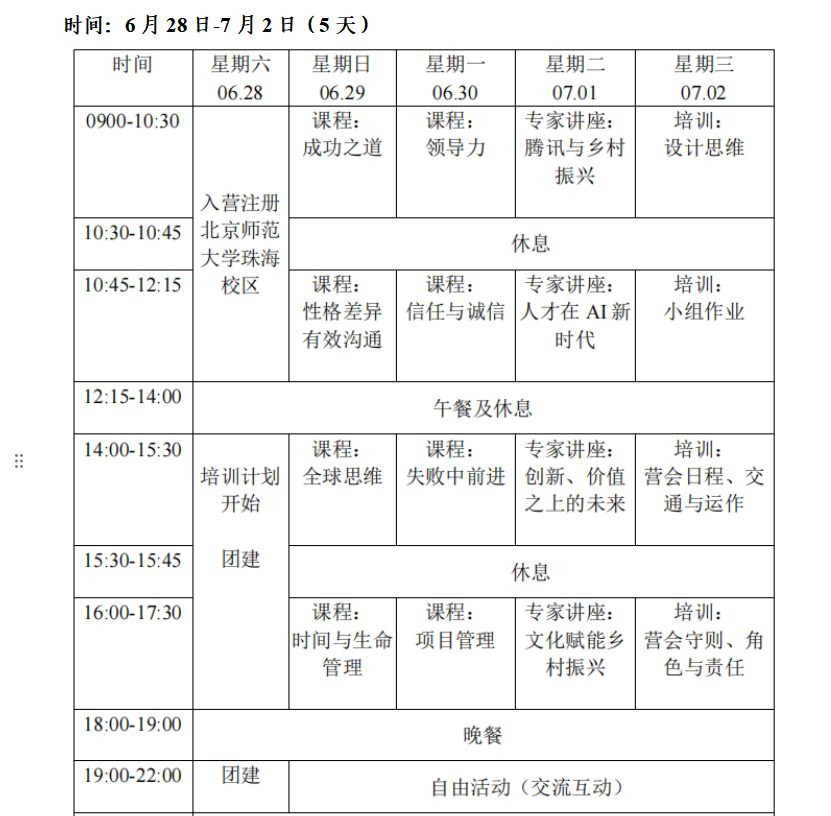 时间：6 月 28 日-7 月 2 日（5 天）
时间 星期六 星期日 星期一 星期二 星期三
06.28 06.29 06.30 07.01 07.02
0900-10:30 课程： 课程： 专家讲座： 培训：
成功之道 领导力 腾讯与乡村 设计思维
振兴
入营注册
北京师范
大学珠海
校区
10:30-10:45 休息
10:45-12:15 课程： 课程： 专家讲座： 培训：
性格差异 信任与诚信 人才在 AI 新 小组作业
有效沟通 时代
12:15-14:00 午餐及休息
14:00-15:30 课程： 课程： 专家讲座： 培训：
培训计划 全球思维 失败中前进 创新、价值 营会日程、交
开始 之上的未来 通与运作
团建
15:30-15:45 休息
16:00-17:30 课程： 课程： 专家讲座： 培训：
时间与生命 项目管理 文化赋能乡 营会守则、角
管理 村振兴 色与责任
18:00-19:00 晚餐
19:00-22:00 团建 自由活动（交流互动）